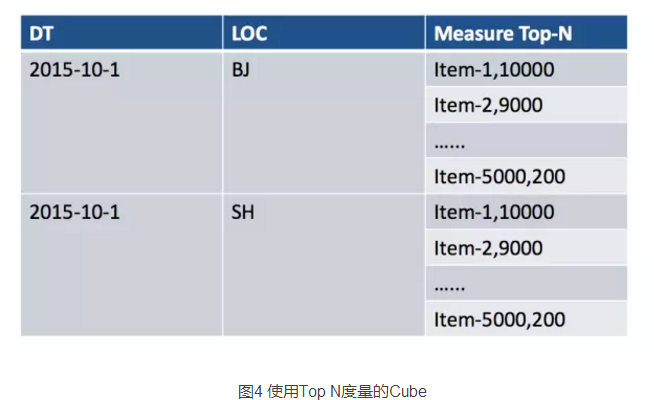 DT LOC Measure Top-N
2015-10-1 BJ Item-1,10000
Item-2,9000
......
Item-5000,200
2015-10-1 SH Item-1,10000
Item-2,9000
......
Item-5000,200
图4 使用Top N度量的Cube